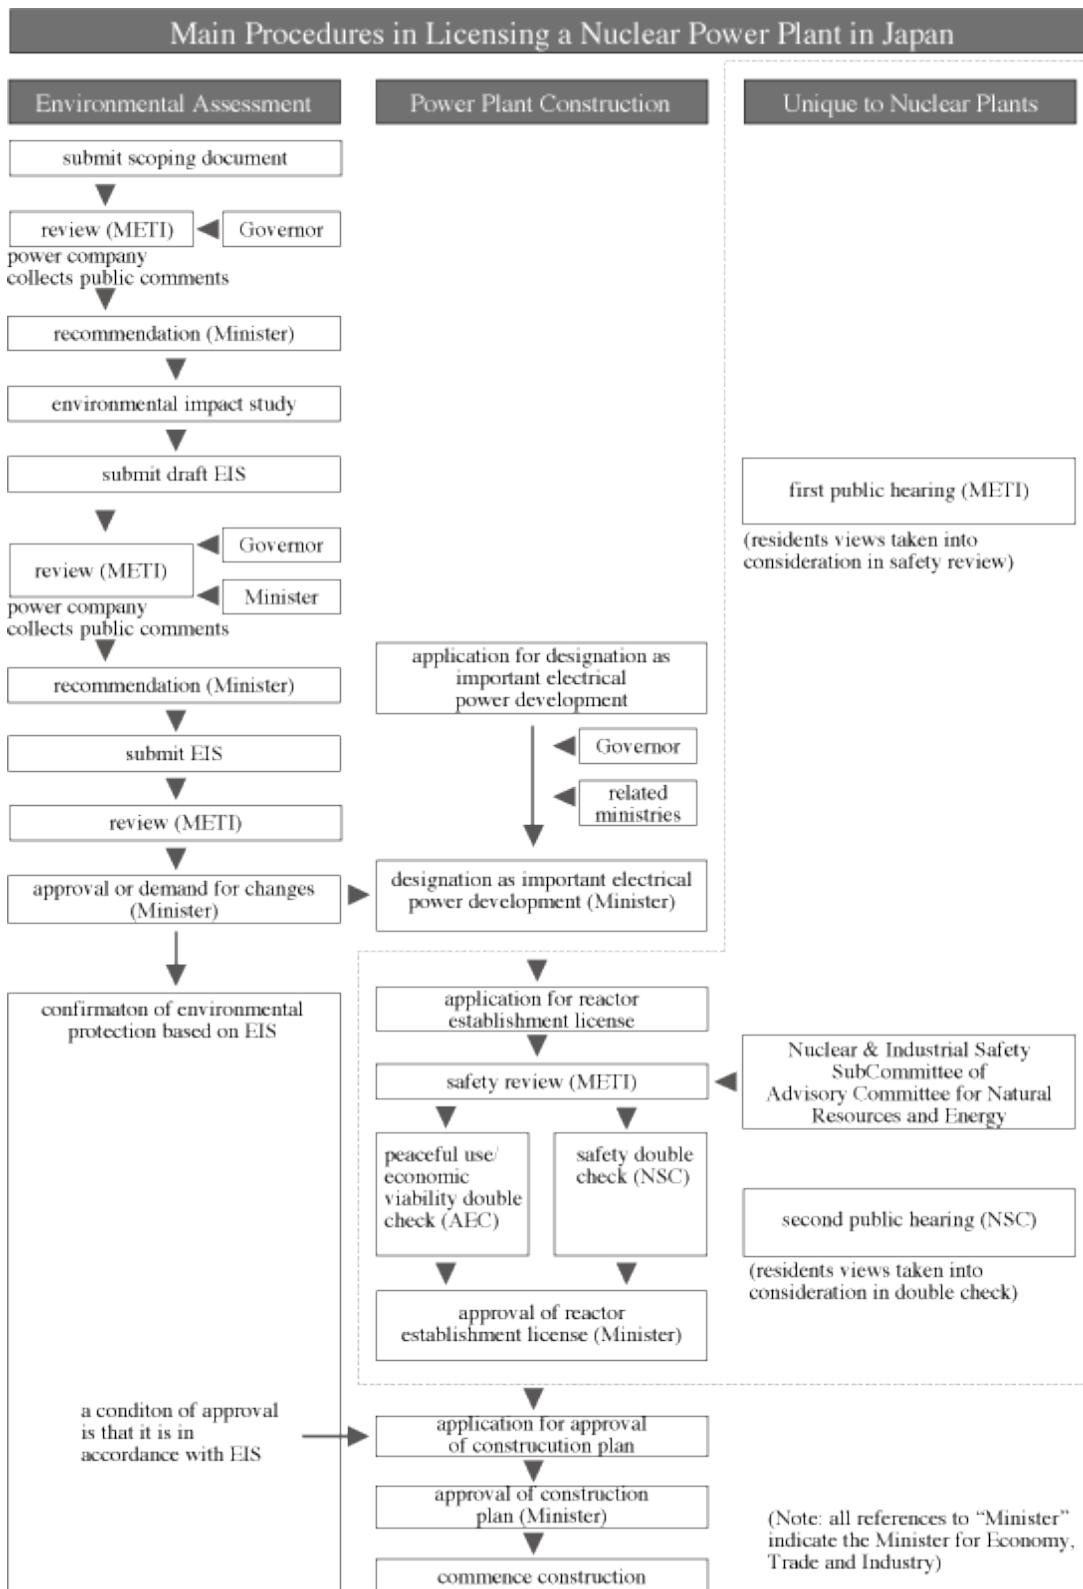 Main Procedures in Licensing a Nuclear Power Plant in Japan
Environmental Assessment
submit scoping document
review (METI)
Governor
power company
collects public comments
recommendation (Minister)
environmental impact study
submit draft EIS
review (METI)
Governor
Minister
power company
collects public comments
recommendation (Minister)
submit EIS
review (METI)
approval or demand for changes
(Minister)
confirmaton of environmental
protection based on EIS
a conditon of approval
is that it is in
accordance with EIS
Power Plant Construction
application for designation as
important electrical
power development
Governor
related
ministries
designation as important electrical
power development (Minister)
application for reactor
establishment license
safety review (METI)
peaceful use/
economic
viability double
check (AEC)
safety double
check (NSC)
approval of reactor
establishment license (Minister)
application for approval
of construcution plan
approval of construction
plan (Minister)
commence construction
Unique to Nuclear Plants
first public hearing (METI)
(residents views taken into
consideration in safety review)
Nuclear & Industrial Safety
SubCommittee of
Advisory Committee for Natural
Resources and Energy
second public hearing (NSC)
(residents views taken into
consideration in double check)
(Note: all references to “Minister”
indicate the Minister for Economy,
Trade and Industry)